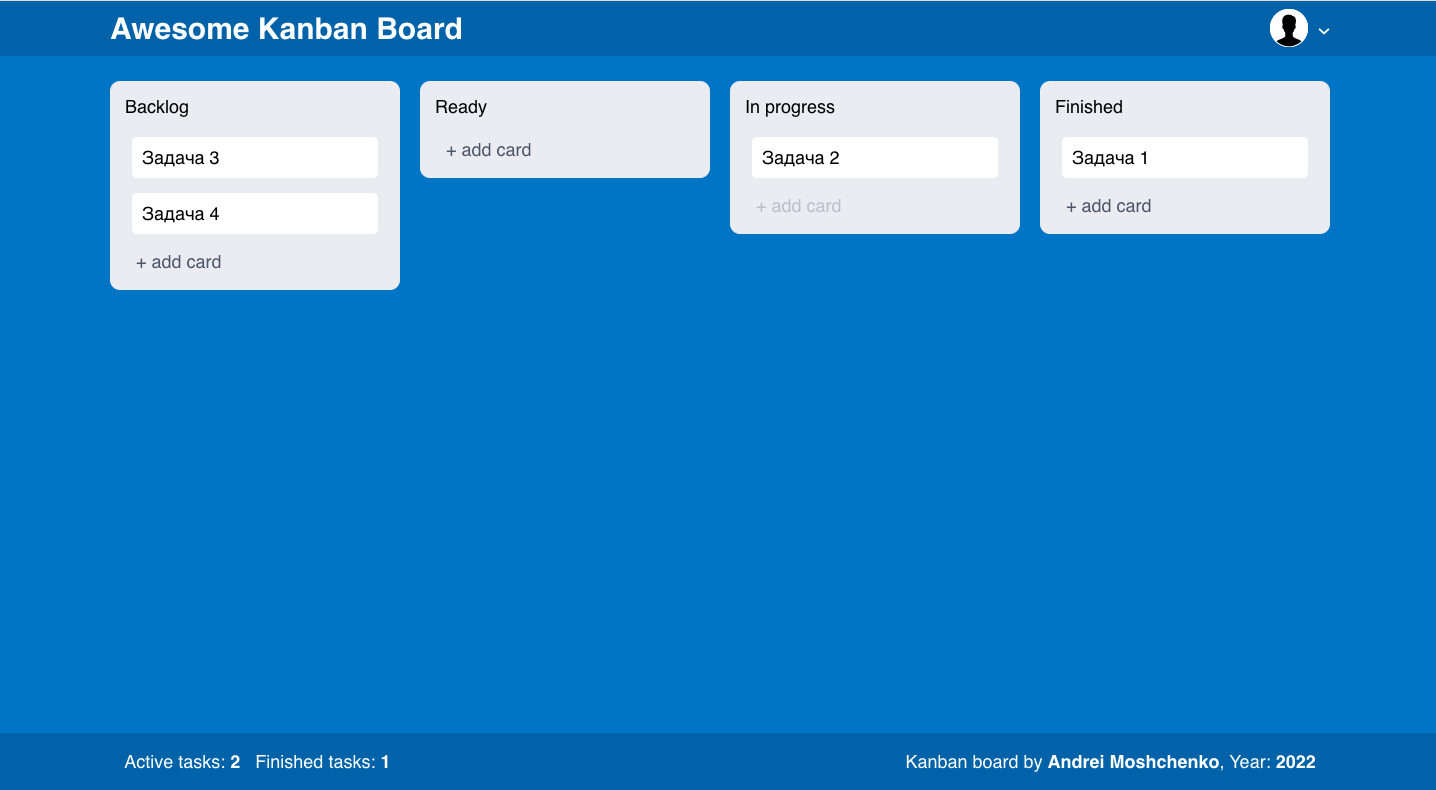 Awesome Kanban Board
Backlog
Задача 3
Задача 4
+ add card
Ready
+ add card
In progress
Задача 2
+ add card
Finished
Задача 1
+ add card
Active tasks: 2 Finished tasks: 1
Kanban board by Andrei Moshchenko, Year: 2022